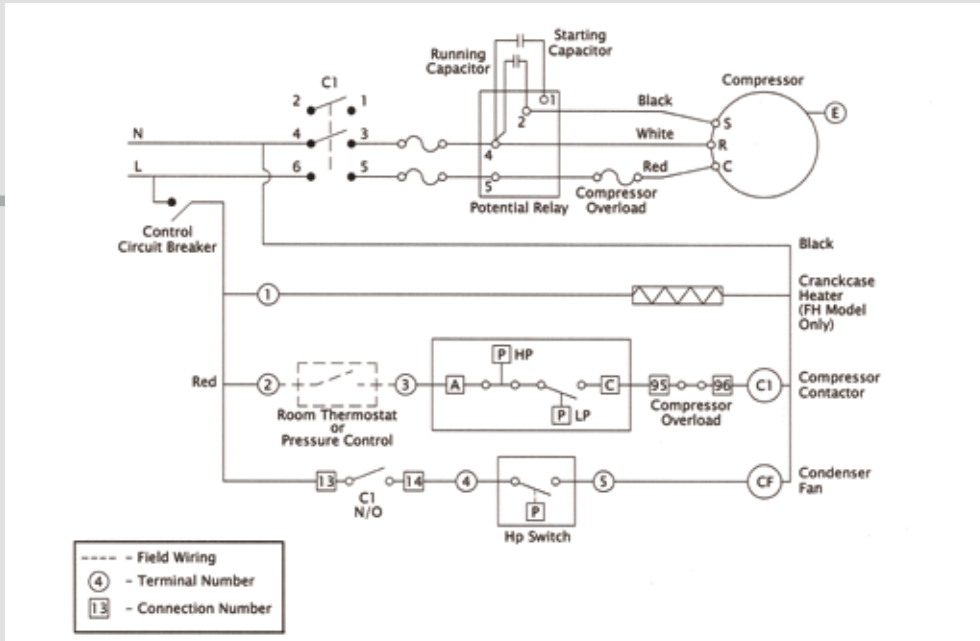 Starting
Capacitor
Running
Capacitor
C1
2
1
Compressor
1
Black
2
S
E
N
4
3
White
R
4
L
6
5
Red
C
5
Compressor
Overload
Potential Relay
Control
Circuit Breaker
Black
1
Cranckcase
Heater
(FH Model
Only)
P
HP
Red
2
3
A
C
95
96
C1
Compressor
Contactor
Room Thermostat
or
Pressure Control
P
LP
Compressor
Overload
13
14
4
5
CF
Condenser
Fan
C1
N/O
P
Hp Switch
---- - Field Wiring
4 - Terminal Number
13 - Connection Number